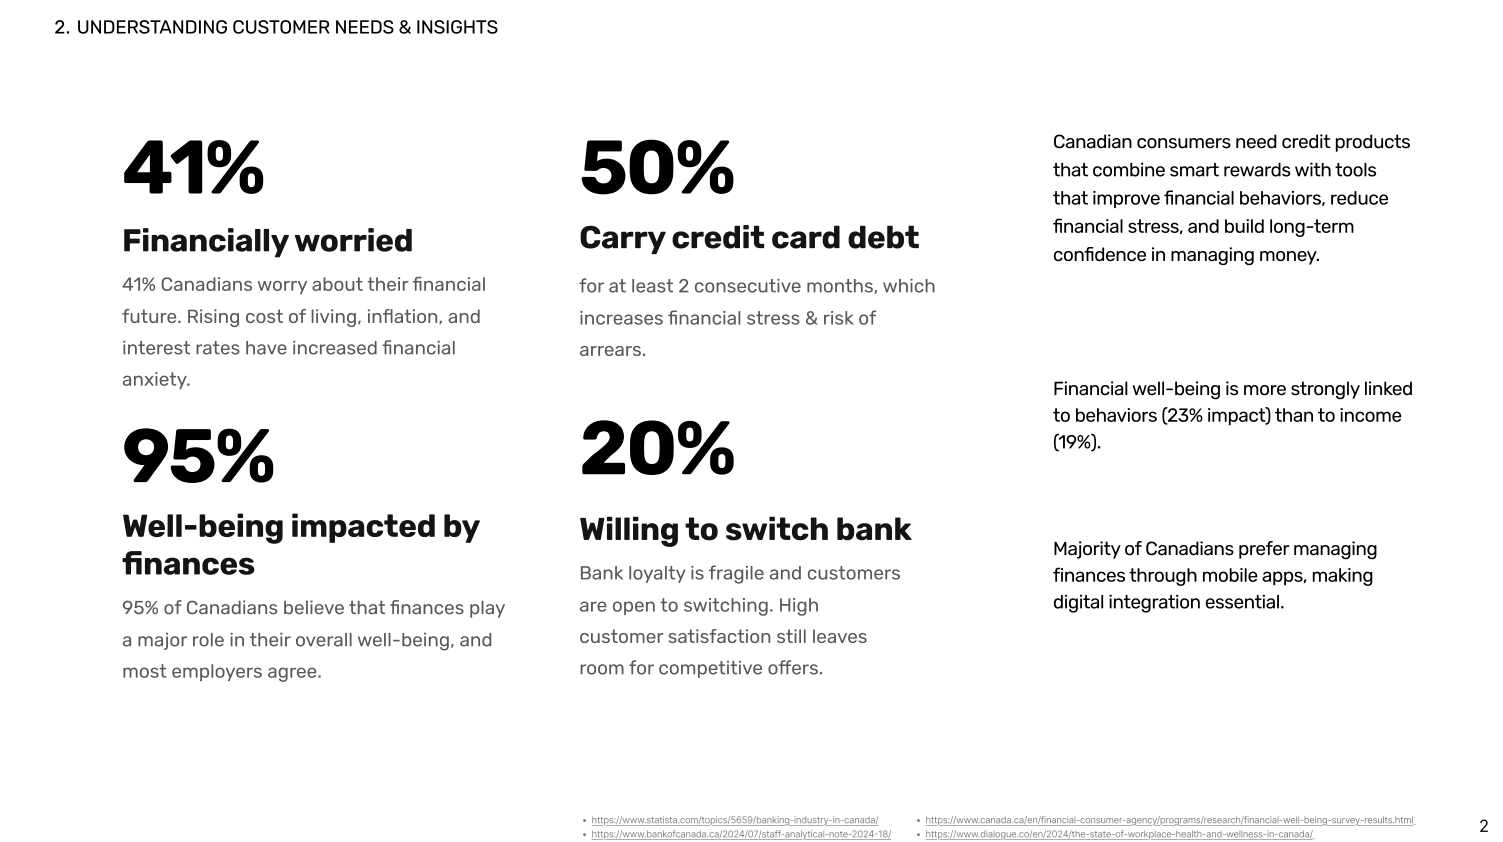 2. UNDERSTANDING CUSTOMER NEEDS & INSIGHTS
41%
Financially worried
41% Canadians worry about their financial
future. Rising cost of living, inflation, and
interest rates have increased financial
anxiety.
95%
Well-being impacted by
finances
95% of Canadians believe that finances play
a major role in their overall well-being, and
most employers agree.
50%
Carry credit card debt
for at least 2 consecutive months, which
increases financial stress & risk of
arrears.
20%
Willing to switch bank
Bank loyalty is fragile and customers
are open to switching. High
customer satisfaction still leaves
room for competitive offers.
Canadian consumers need credit products
that combine smart rewards with tools
that improve financial behaviors, reduce
financial stress, and build long-term
confidence in managing money.
Financial well-being is more strongly linked
to behaviors (23% impact) than to income
(19%).
Majority of Canadians prefer managing
finances through mobile apps, making
digital integration essential.
• https://www.statista.com/topics/5659/banking-industry-in-canada/
• https://www.bankofcanada.ca/2024/07/staff-analytical-note-2024-18/
• https://www.canada.ca/en/financial-consumer-agency/programs/research/financial-well-being-survey-results.html
• https://www.dialogue.co/en/2024/the-state-of-workplace-health-and-wellness-in-canada/
2